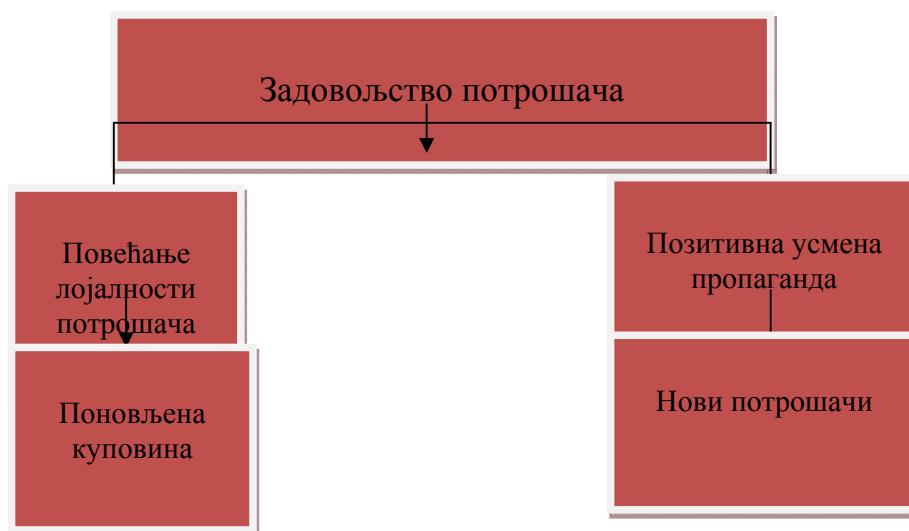 Задовољство потрошача
Повећање
лојалности
потрошача
Позитивна усмена
пропаганда
Поновљена
куповина
Нови потрошачи